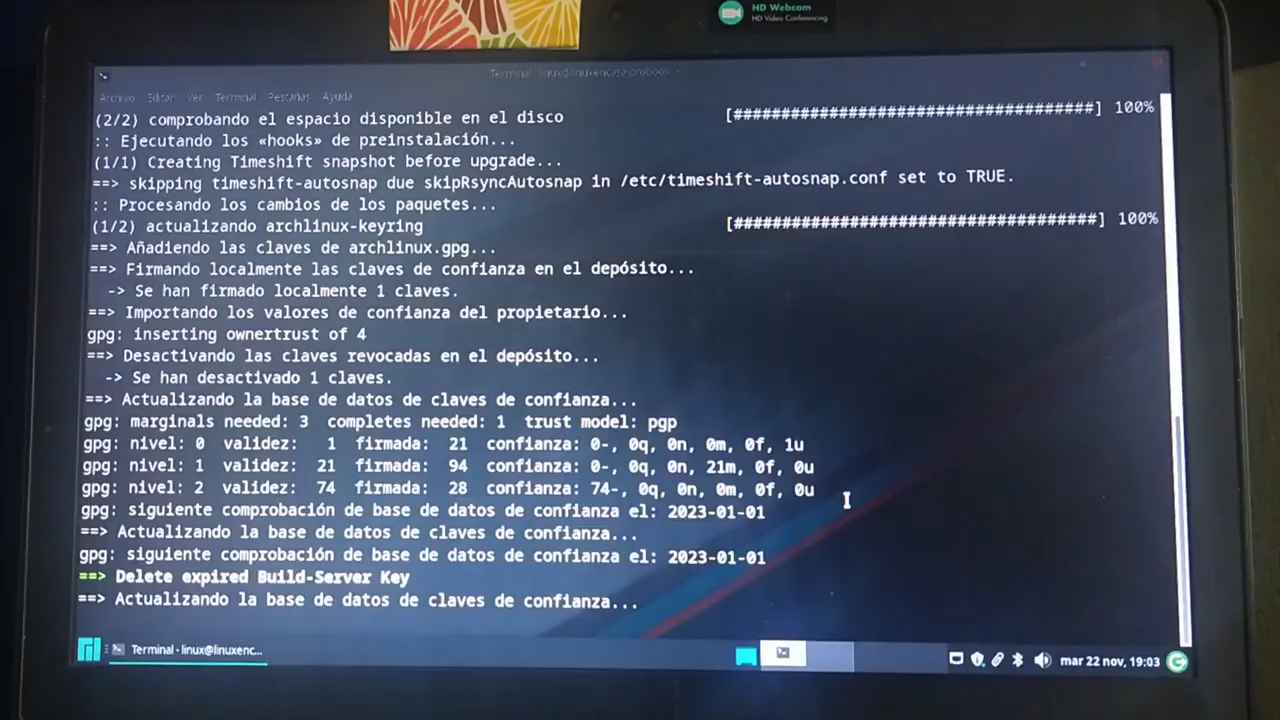 HD Webcam
HD Video Conferencing
Terminal - linux@linuxencasa-probook: ~
Archivo Editar Ver Terminal Pestañas Ayuda
(2/2) comprobando el espacio disponible en el disco [######################################] 100%
:: Ejecutando los «hooks» de preinstalación...
(1/1) Creating Timeshift snapshot before upgrade...
==> skipping timeshift-autosnap due skipRsyncAutosnap in /etc/timeshift-autosnap.conf set to TRUE.
:: Procesando los cambios de los paquetes...
(1/2) actualizando archlinux-keyring [######################################] 100%
==> Añadiendo las claves de archlinux.gpg...
==> Firmando localmente las claves de confianza en el depósito...
-> Se han firmado localmente 1 claves.
==> Importando los valores de confianza del propietario...
gpg: inserting ownertrust of 4
==> Desactivando las claves revocadas en el depósito...
-> Se han desactivado 1 claves.
==> Actualizando la base de datos de claves de confianza...
gpg: marginals needed: 3 completes needed: 1 trust model: pgp
gpg: nivel: 0 validez: 1 firmada: 21 confianza: 0-, 0q, 0n, 0m, 0f, 1u
gpg: nivel: 1 validez: 21 firmada: 94 confianza: 0-, 0q, 0n, 21m, 0f, 0u
gpg: nivel: 2 validez: 74 firmada: 28 confianza: 74-, 0q, 0n, 0m, 0f, 0u
gpg: siguiente comprobación de base de datos de confianza el: 2023-01-01
==> Actualizando la base de datos de claves de confianza...
gpg: siguiente comprobación de base de datos de confianza el: 2023-01-01
==> Delete expired Build-Server Key
==> Actualizando la base de datos de claves de confianza...
Terminal - linux@linuxenc...
mar 22 nov, 19:03